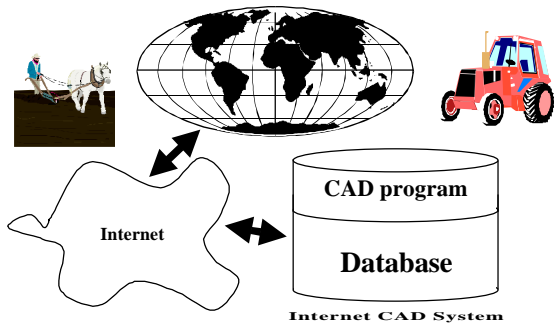 CAD program
Internet
Database
Internet CAD System